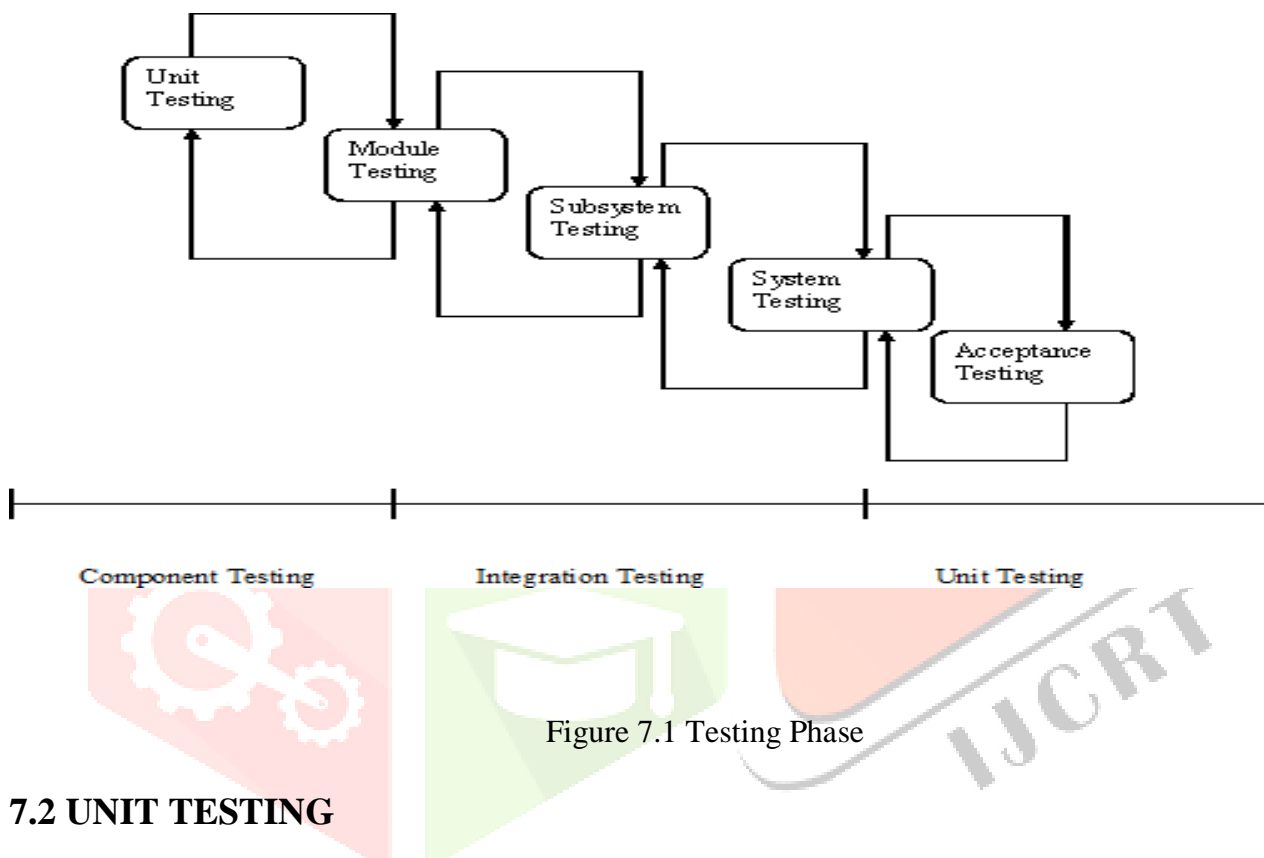 Unit
Testing
Module
Testing
Subsystem
Testing
System
Testing
Acceptance
Testing
Component Testing
Integration Testing
Unit Testing
IJCRT
Figure 7.1 Testing Phase
7.2 UNIT TESTING